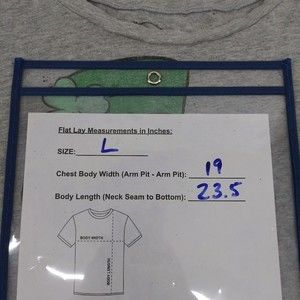 Flat Lay Measurements in Inches:
SIZE: L
Chest Body Width (Arm Pit - Arm Pit): 19
Body Length (Neck Seam to Bottom): 23.5
BODY WIDTH
BODY LENGTH